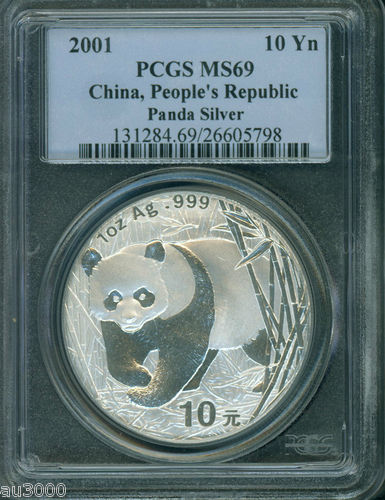 2001 10 Yn
PCGS MS69
China, People's Republic
Panda Silver
131284.69/26605798
1oz Ag .999
10元
PCGS
au3000